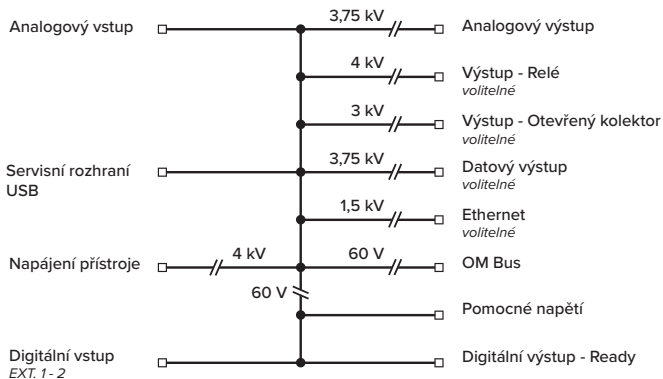 Analogový vstup
3,75 kV
Analogový výstup
4 kV
Výstup - Relé
volitelné
3 kV
Výstup - Otevřený kolektor
volitelné
Servisní rozhraní
USB
3,75 kV
Datový výstup
volitelné
1,5 kV
Ethernet
volitelné
Napájení přístroje
4 kV
60 V
OM Bus
60 V
Pomocné napětí
Digitální vstup
EXT. 1 - 2
Digitální výstup - Ready